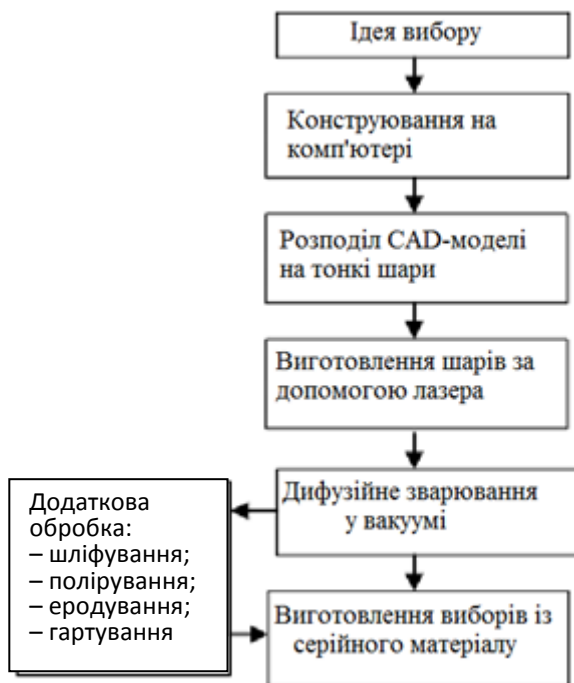 Ідея вибору
Конструювання на
комп'ютері
Розподіл CAD-моделі
на тонкі шари
Виготовлення шарів за
допомогою лазера
Дифузійне зварювання
у вакуумі
Додаткова
обробка:
– шліфування;
– полірування;
– еродування;
– гартування
Виготовлення виборів із
серійного матеріалу